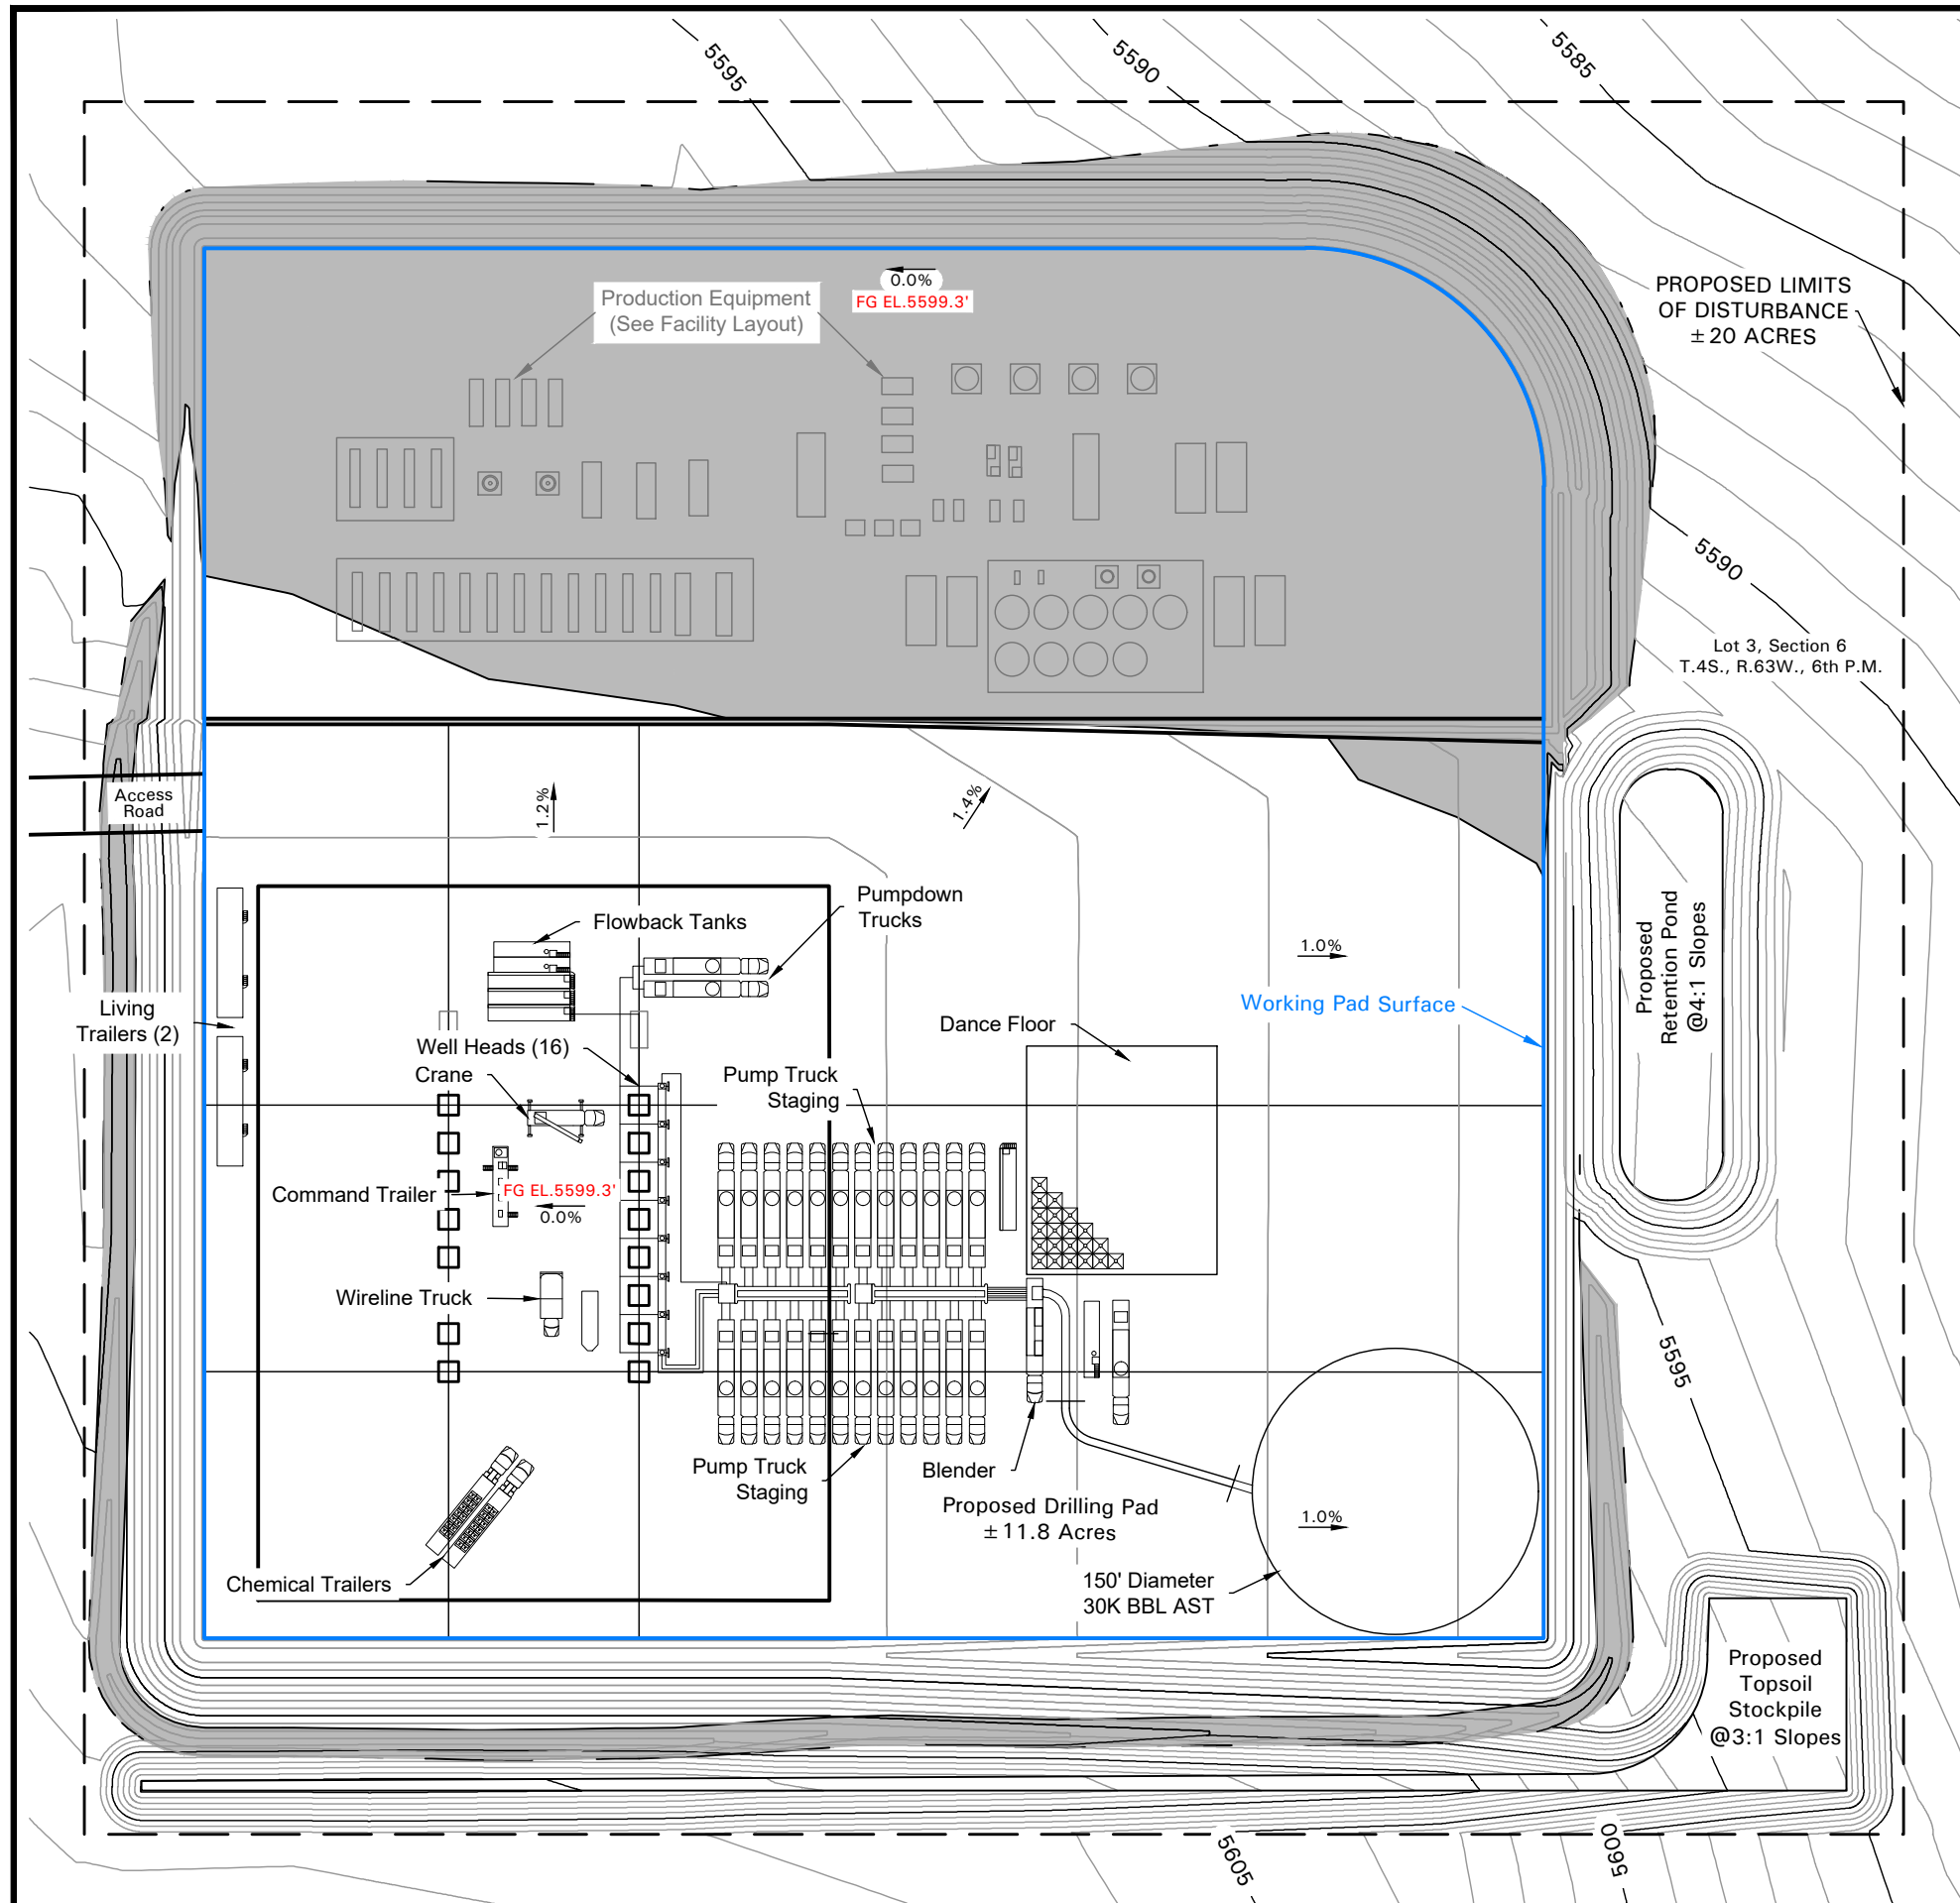 5595
5590
5585
0.0%
FG EL.5599.3'
Production Equipment
(See Facility Layout)
PROPOSED LIMITS
OF DISTURBANCE
±20 ACRES
5590
Lot 3, Section 6
T.4S., R.63W., 6th P.M.
Access
Road
1.2%
1.4%
Pumpdown
Trucks
Flowback Tanks
1.0%
Proposed
Retention Pond
@4:1 Slopes
Working Pad Surface
Living
Trailers (2)
Dance Floor
Well Heads (16)
Crane
Pump Truck
Staging
Command Trailer
FG EL.5599.3'
0.0%
Wireline Truck
5595
Pump Truck
Staging
Blender
Proposed Drilling Pad
±11.8 Acres
1.0%
Chemical Trailers
150' Diameter
30K BBL AST
Proposed
Topsoil
Stockpile
@3:1 Slopes
5605
5600